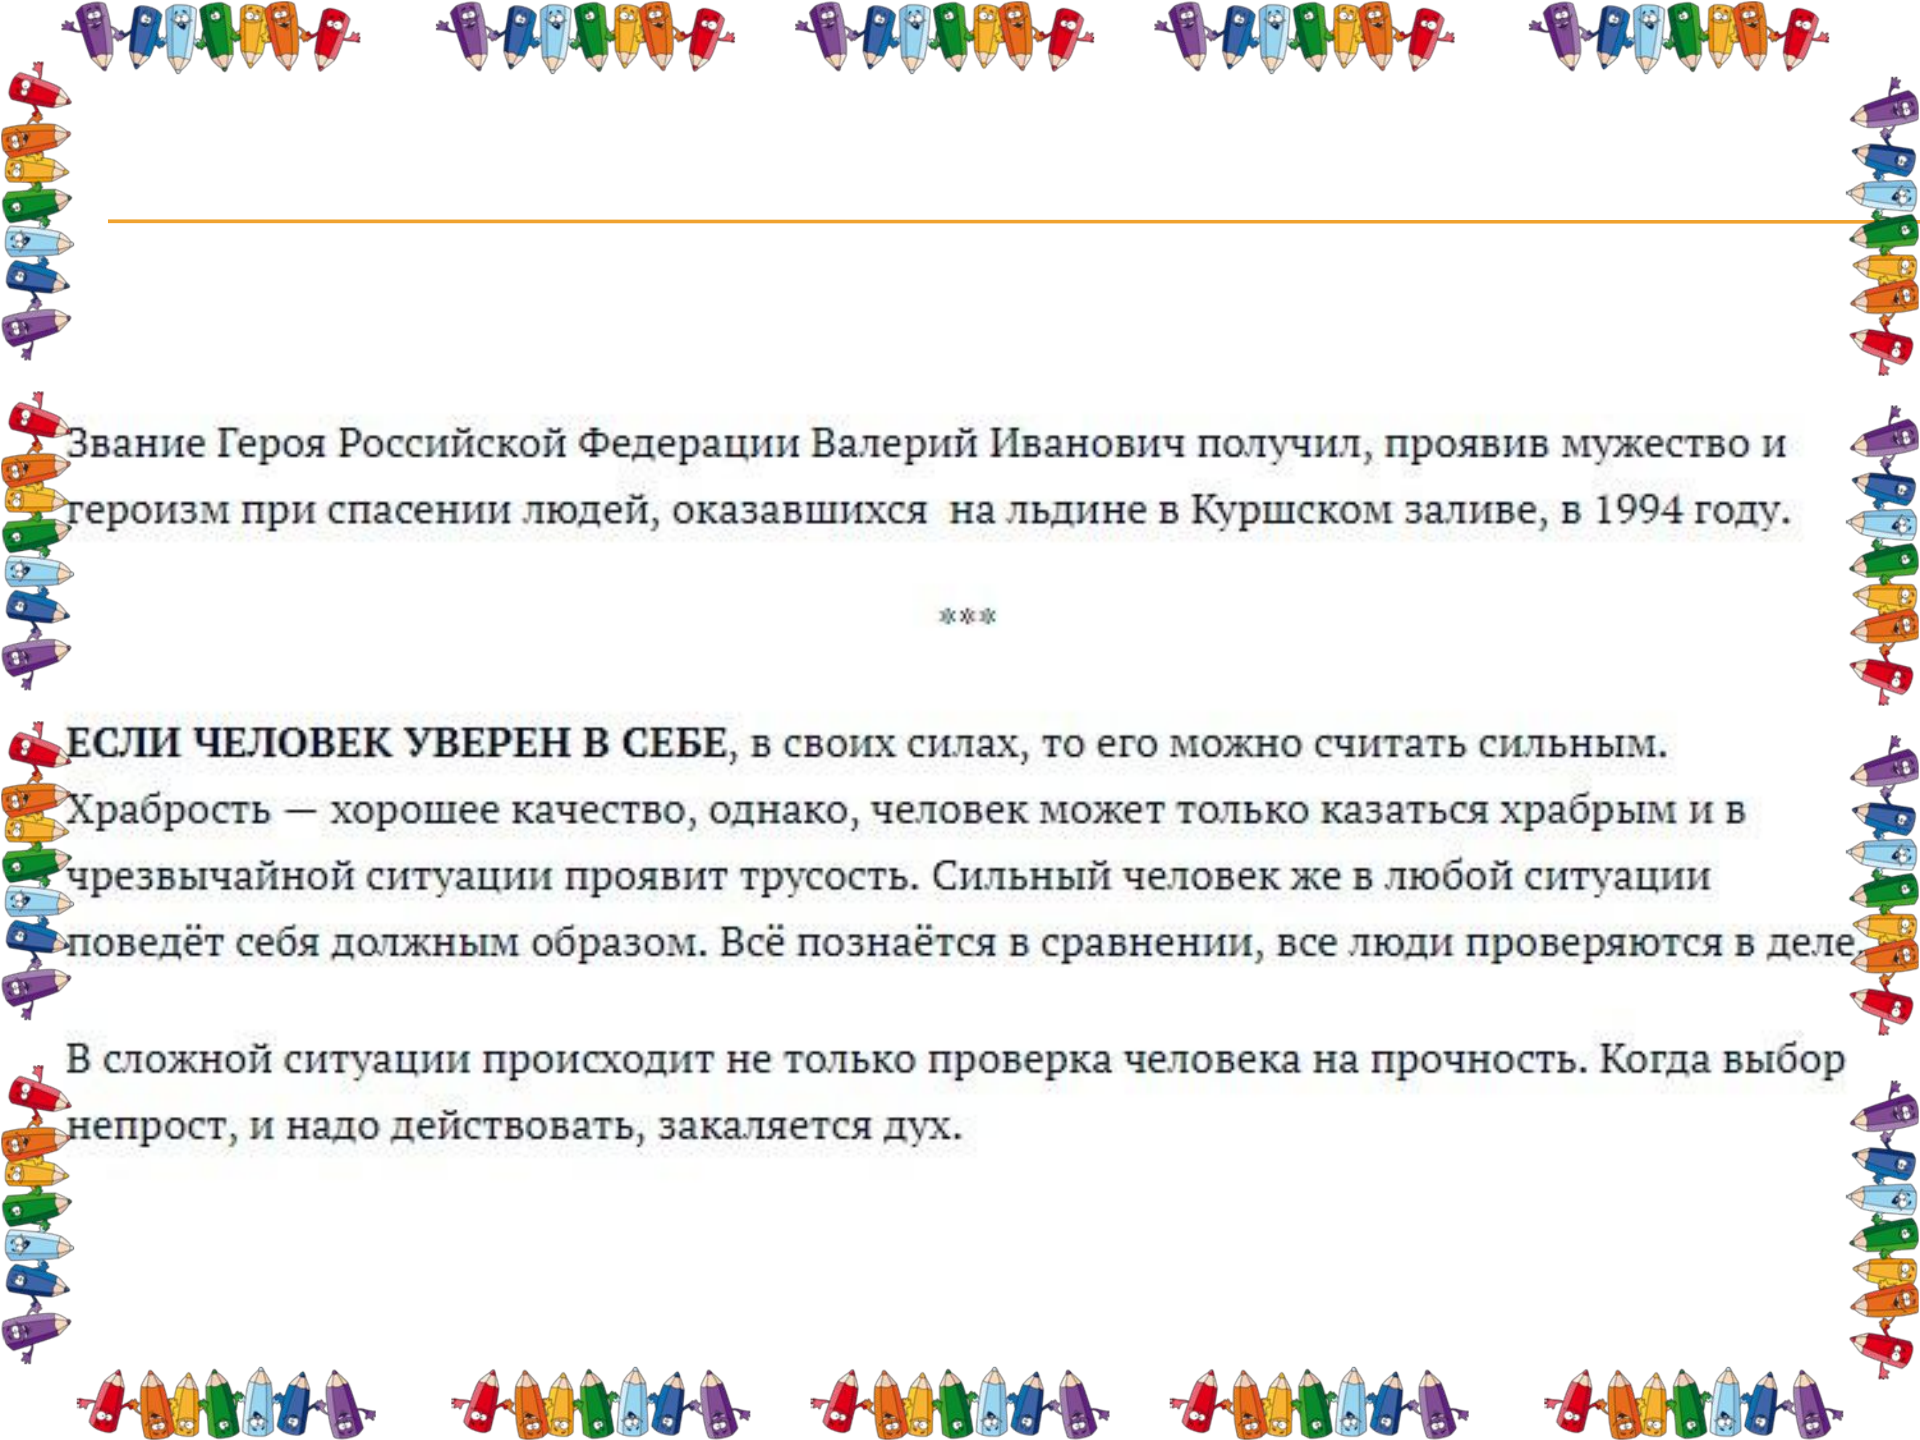 Звание Героя Российской Федерации Валерий Иванович получил, проявив мужество и
героизм при спасении людей, оказавшихся на льдине в Куршском заливе, в 1994 году.
***
ЕСЛИ ЧЕЛОВЕК УВЕРЕН В СЕБЕ, в своих силах, то его можно считать сильным.
Храбрость — хорошее качество, однако, человек может только казаться храбрым и в
чрезвычайной ситуации проявит трусость. Сильный человек же в любой ситуации
поведёт себя должным образом. Всё познаётся в сравнении, все люди проверяются в деле.
В сложной ситуации происходит не только проверка человека на прочность. Когда выбор
непрост, и надо действовать, закаляется дух.